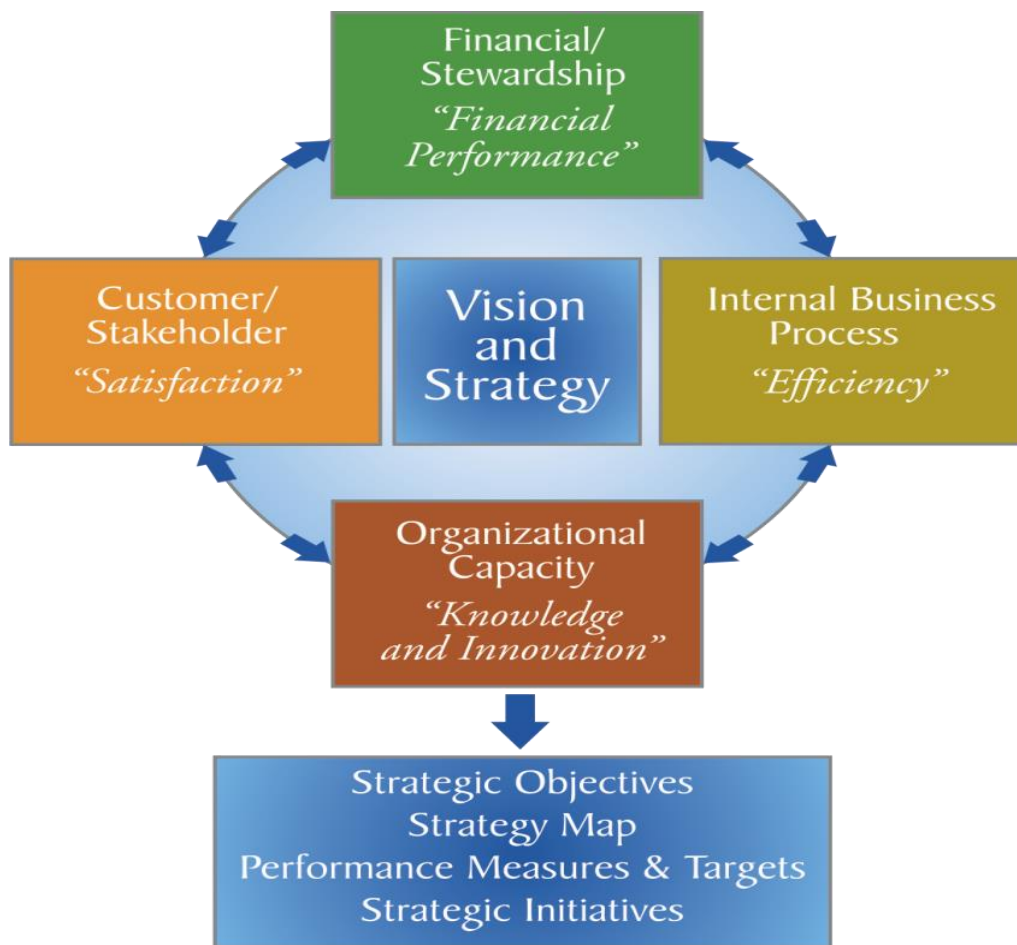 Financial/
Stewardship
“Financial
Performance”
Customer/
Stakeholder
“Satisfaction”
Vision
and
Strategy
Internal Business
Process
“Efficiency”
Organizational
Capacity
“Knowledge
and Innovation”
Strategic Objectives
Strategy Map
Performance Measures & Targets
Strategic Initiatives